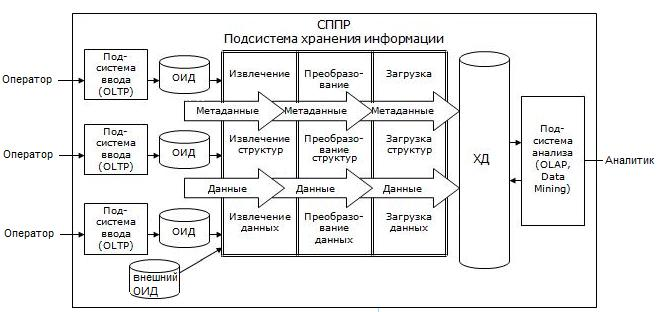 СППР
Подсистема хранения информации
Оператор
Под-
система
ввода
(OLTP)
ОИД
Извлечение
Преобразо-
вание
Загрузка
Метаданные
Метаданные
Метаданные
Оператор
Под-
система
ввода
(OLTP)
ОИД
Извлечение
структур
Преобразо-
вание
структур
Загрузка
структур
ХД
Под-
система
анализа
(OLAP,
Data
Mining)
Аналитик
Данные
Данные
Данные
Оператор
Под-
система
ввода
(OLTP)
ОИД
Извлечение
данных
Преобразо-
вание
данных
Загрузка
данных
внешний
ОИД